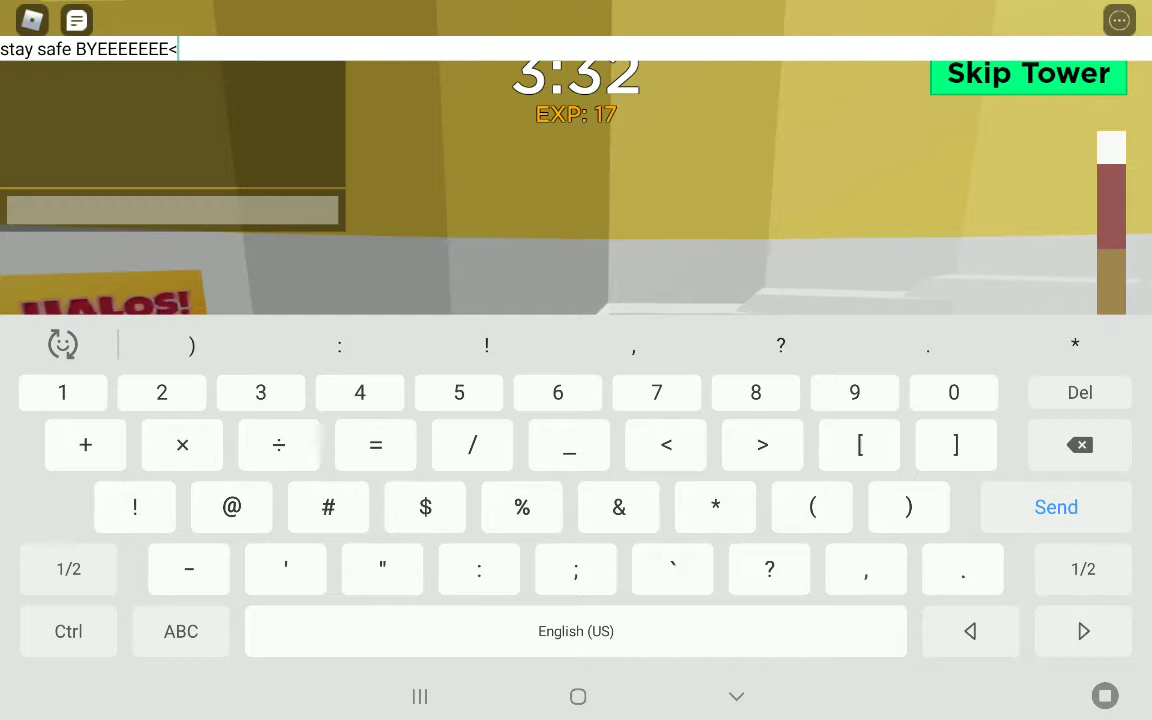 stay safe BYEEEEEEE<
3:32
Skip Tower
EXP: 17
HALOS!
) : ! , ? . *
1 2 3 4 5 6 7 8 9 0 Del
+ × ÷ = / _ < > [ ]
! @ # $ % & * ( ) Send
1/2 - ' " : ; ` ? , . 1/2
Ctrl ABC English (US)